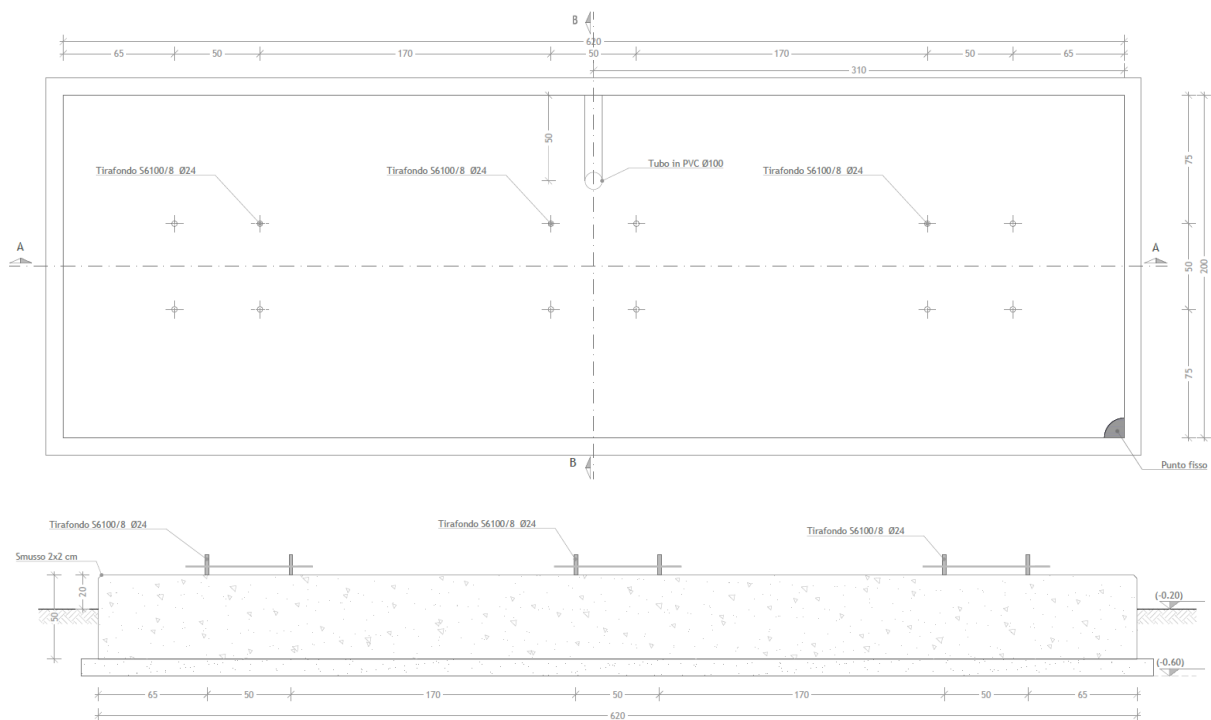 B
620
65 50 170 50 170 50 65
310
50
75
Tirafondo S6100/8 Ø24
Tirafondo S6100/8 Ø24
Tubo in PVC Ø100
Tirafondo S6100/8 Ø24
A
A
50
200
75
B
Punto fisso
Tirafondo S6100/8 Ø24
Tirafondo S6100/8 Ø24
Tirafondo S6100/8 Ø24
Smusso 2x2 cm
20
50
(-0.20)
(-0.60)
65 50 170 50 170 50 65
620